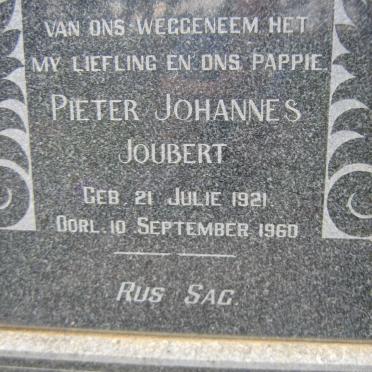 VAN ONS WEGGENEEM HET
MY LIEFLING EN ONS PAPPIE
PIETER JOHANNES
JOUBERT
GEB. 21 JULIE 1921.
OORL. 10 SEPTEMBER 1960
RUS SAG